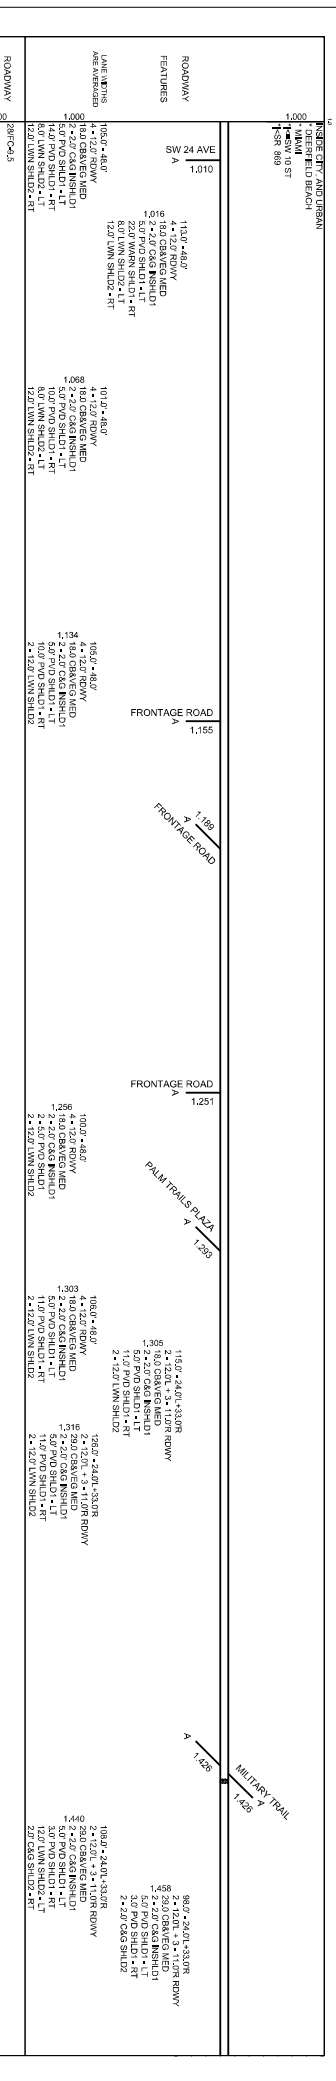 1.000
INSIDE CITY, AND URBAN
* DEERFIELD BEACH
* MIAMI
<=SW 10 ST
<SR 869
ROADWAY
FEATURES
SW 24 AVE
A
1.010
1.016
113.0' - 48.0'
4 - 12.0' RDWY
18.0 CB&VEG MED
2 - 2.0' C&G INSHLD1
5.0' PVD SHLD1 - LT
22.0' WARN SHLD1 - RT
8.0' LWN SHLD2 - LT
12.0' LWN SHLD2 - RT
LANE WIDTHS
ARE AVERAGED
1.000
105.0' - 48.0'
4 - 12.0' RDWY
18.0 CB&VEG MED
2 - 2.0' C&G INSHLD1
5.0' PVD SHLD1 - LT
14.0' PVD SHLD1 - RT
8.0' LWN SHLD2 - LT
12.0' LWN SHLD2 - RT
1.068
101.0' - 48.0'
4 - 12.0' RDWY
18.0 CB&VEG MED
2 - 2.0' C&G INSHLD1
5.0' PVD SHLD1 - LT
10.0' PVD SHLD1 - RT
8.0' LWN SHLD2 - LT
12.0' LWN SHLD2 - RT
1.134
105.0' - 48.0'
4 - 12.0' RDWY
18.0 CB&VEG MED
2 - 2.0' C&G INSHLD1
5.0' PVD SHLD1 - LT
10.0' PVD SHLD1 - RT
2 - 12.0' LWN SHLD2
FRONTAGE ROAD
A
1.155
1.189
A
FRONTAGE ROAD
FRONTAGE ROAD
A
1.251
1.256
100.0' - 48.0'
4 - 12.0' RDWY
18.0 CB&VEG MED
2 - 2.0' C&G INSHLD1
2 - 5.0' PVD SHLD1
2 - 12.0' LWN SHLD2
PALM TRAILS PLAZA
A
1.293
1.303
106.0' - 48.0'
4 - 12.0' RDWY
18.0 CB&VEG MED
2 - 2.0' C&G INSHLD1
5.0' PVD SHLD1 - LT
11.0' PVD SHLD1 - RT
2 - 12.0' LWN SHLD2
1.305
115.0' - 24.0'L+33.0'R
2 - 12.0'L + 3 - 11.0'R RDWY
18.0 CB&VEG MED
2 - 2.0' C&G INSHLD1
5.0' PVD SHLD1 - LT
11.0' PVD SHLD1 - RT
2 - 12.0' LWN SHLD2
1.316
126.0' - 24.0'L+33.0'R
2 - 12.0'L + 3 - 11.0'R RDWY
29.0 CB&VEG MED
2 - 2.0' C&G INSHLD1
5.0' PVD SHLD1 - LT
11.0' PVD SHLD1 - RT
2 - 12.0' LWN SHLD2
A
1.426
MILITARY TRAIL
A
1.426
1.440
108.0' - 24.0'L+33.0'R
2 - 12.0'L + 3 - 11.0'R RDWY
29.0 CB&VEG MED
2 - 2.0' C&G INSHLD1
5.0' PVD SHLD1 - LT
3.0' PVD SHLD1 - RT
12.0' LWN SHLD2 - LT
2.0' C&G SHLD2 - RT
1.458
98.0' - 24.0'L+33.0'R
2 - 12.0'L + 3 - 11.0'R RDWY
29.0 CB&VEG MED
2 - 2.0' C&G INSHLD1
5.0' PVD SHLD1 - LT
3.0' PVD SHLD1 - RT
2 - 2.0' C&G SHLD2
ROADWAY
28/FC-2.5